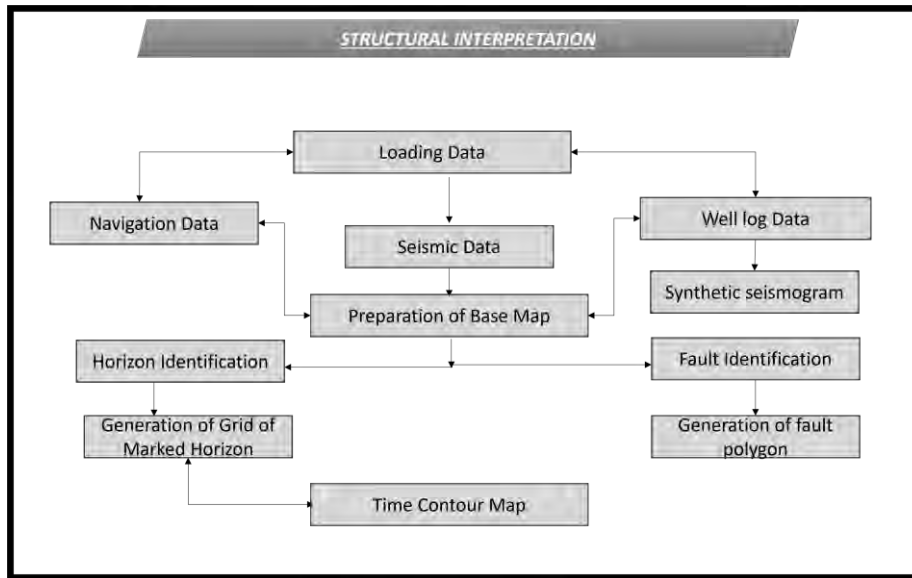 STRUCTURAL INTERPRETATION
Loading Data
Navigation Data
Well log Data
Seismic Data
Synthetic seismogram
Preparation of Base Map
Horizon Identification
Fault Identification
Generation of Grid of
Marked Horizon
Generation of fault
polygon
Time Contour Map